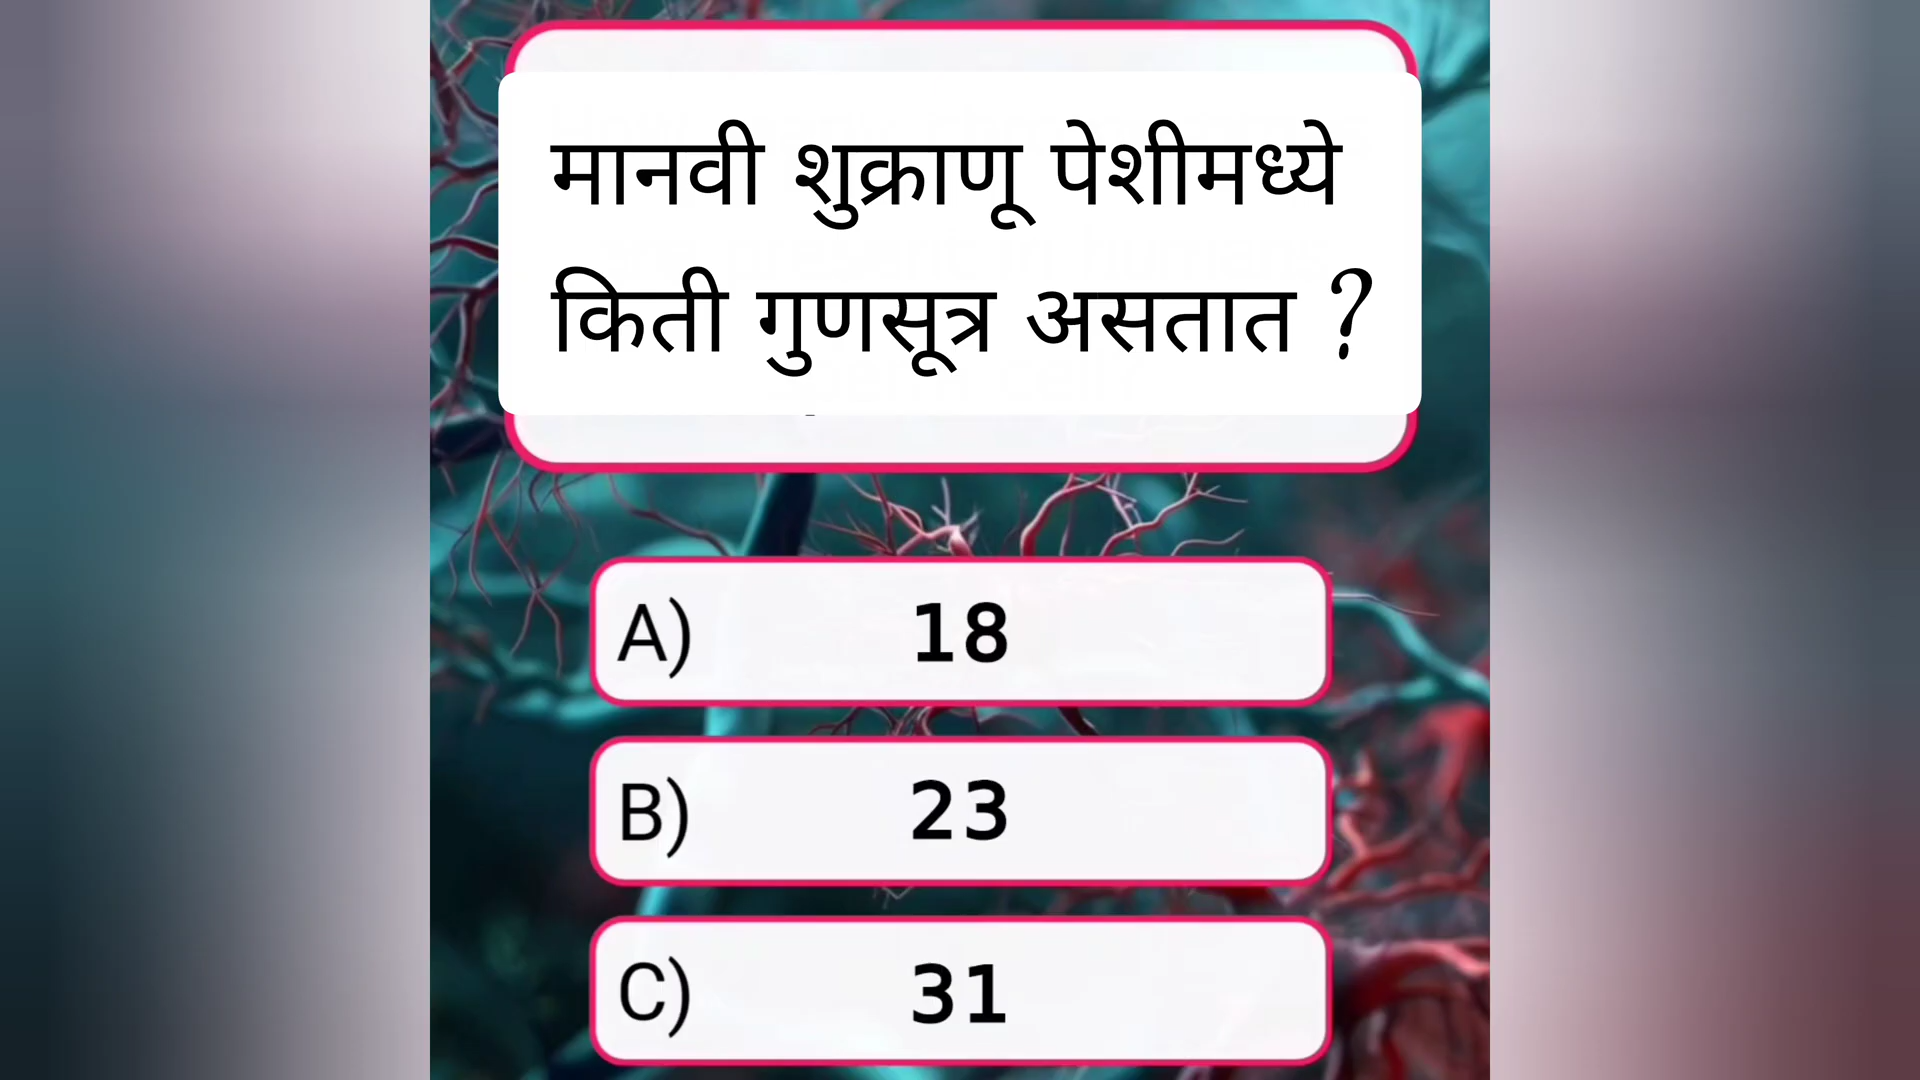 मानवी शुक्राणू पेशीमध्ये
किती गुणसूत्र असतात ?
A) 18
B) 23
C) 31